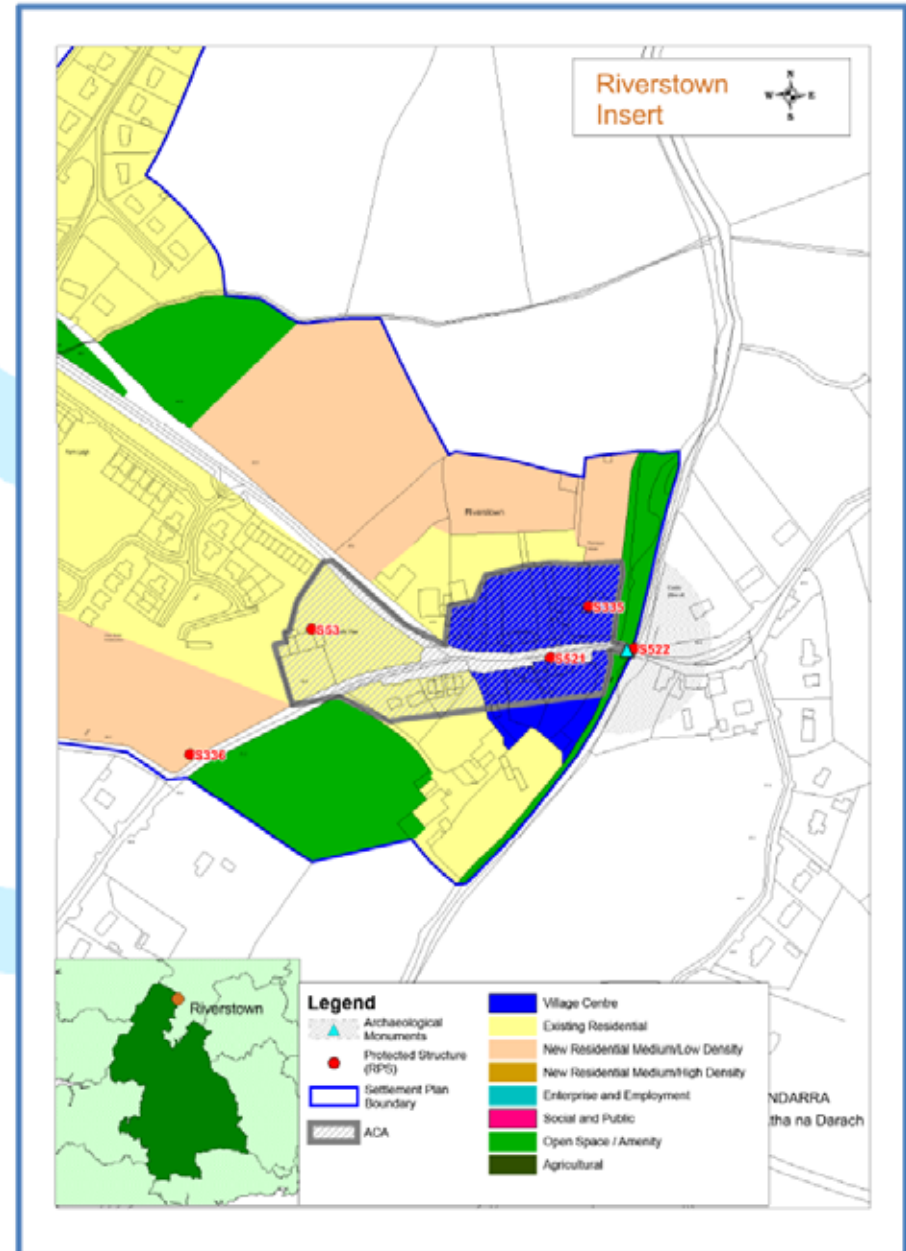 Riverstown
Insert
N
W E
S
Riverstown
S335
S53
S521
S522
S336
Riverstown
Legend
Archaeological
Monuments
Protected Structure
(RPS)
Settlement Plan
Boundary
ACA
Village Centre
Existing Residential
New Residential Medium/Low Density
New Residential Medium/High Density
Enterprise and Employment
Social and Public
Open Space / Amenity
Agricultural
NDARRA
tha na Darach